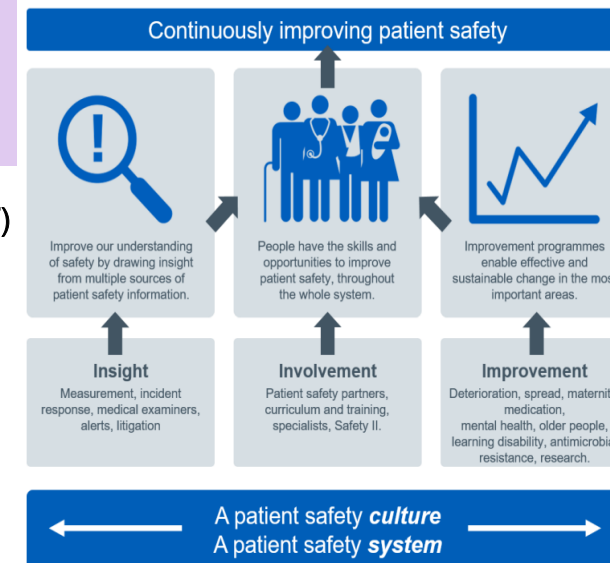 Continuously improving patient safety
)
Improve our understanding
of safety by drawing insight
from multiple sources of
patient safety information.
People have the skills and
opportunities to improve
patient safety, throughout
the whole system.
Improvement programmes
enable effective and
sustainable change in the most
important areas.
Insight
Measurement, incident
response, medical examiners,
alerts, litigation
Involvement
Patient safety partners,
curriculum and training,
specialists, Safety II.
Improvement
Deterioration, spread, maternit
medication,
mental health, older people,
learning disability, antimicrobia
resistance, research.
A patient safety culture
A patient safety system